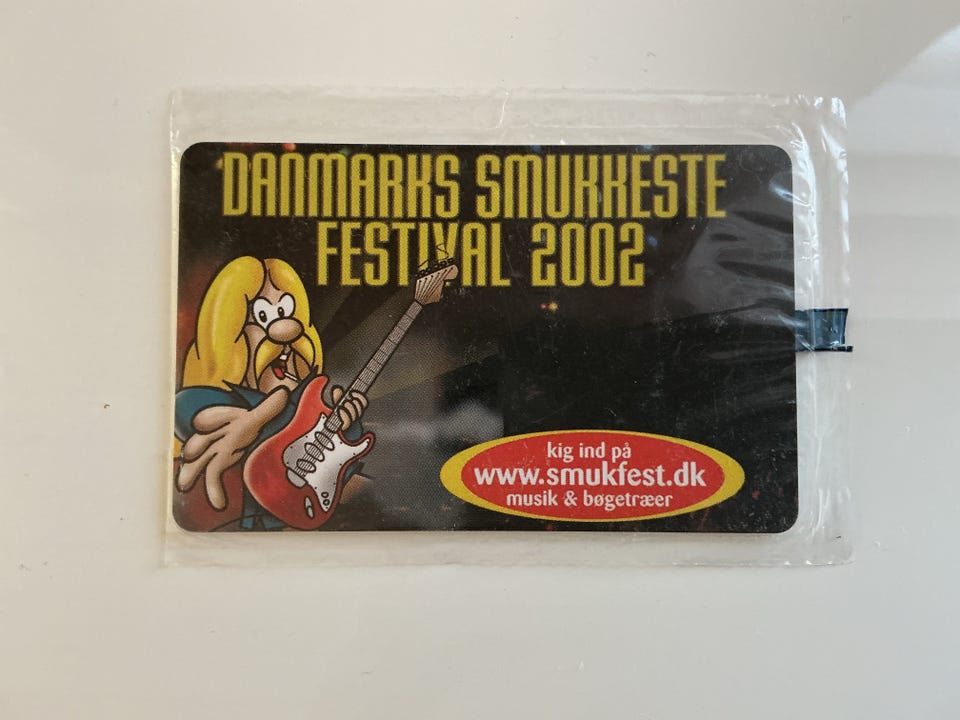 DANMARKS SMUKKESTE
FESTIVAL 2002
kig ind på
www.smukfest.dk
musik & bøgetræer